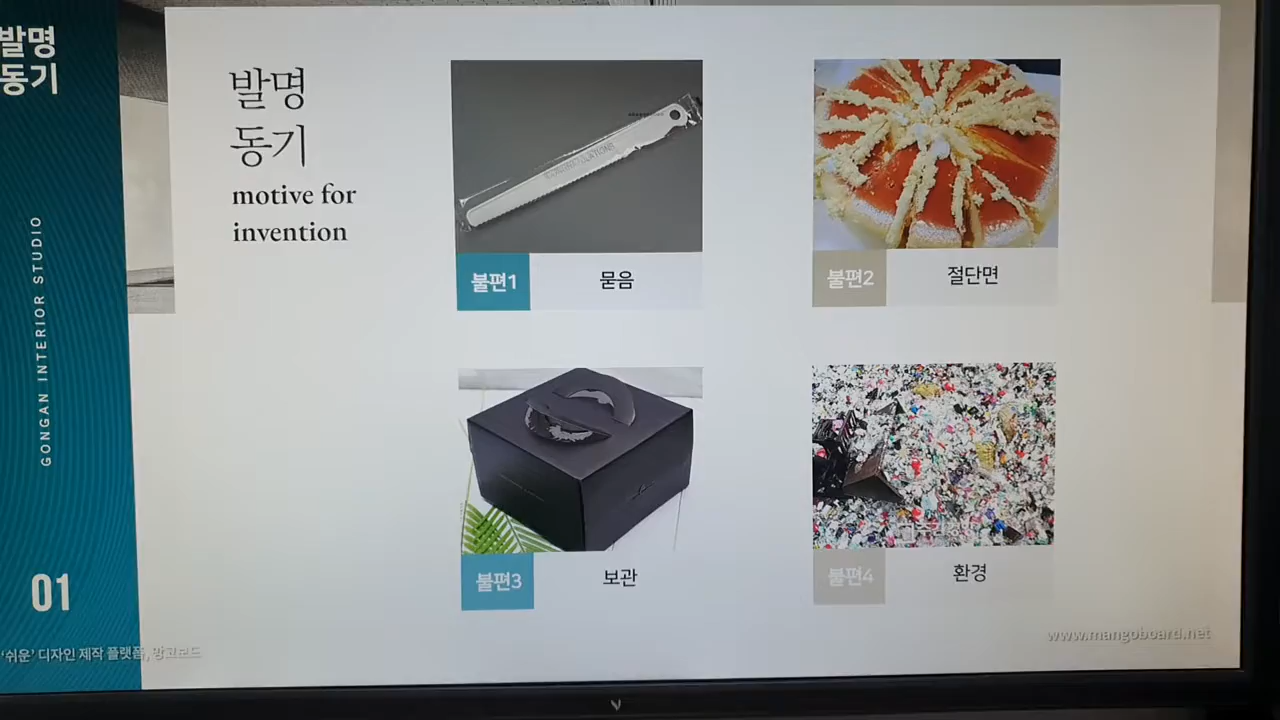 발명
동기
GONGAN INTERIOR STUDIO
01
'쉬운' 디자인 제작 플랫폼, 망고보드
발명
동기
motive for
invention
불편1
묻음
불편2
절단면
불편3
보관
불편4
환경
www.mangoboard.net